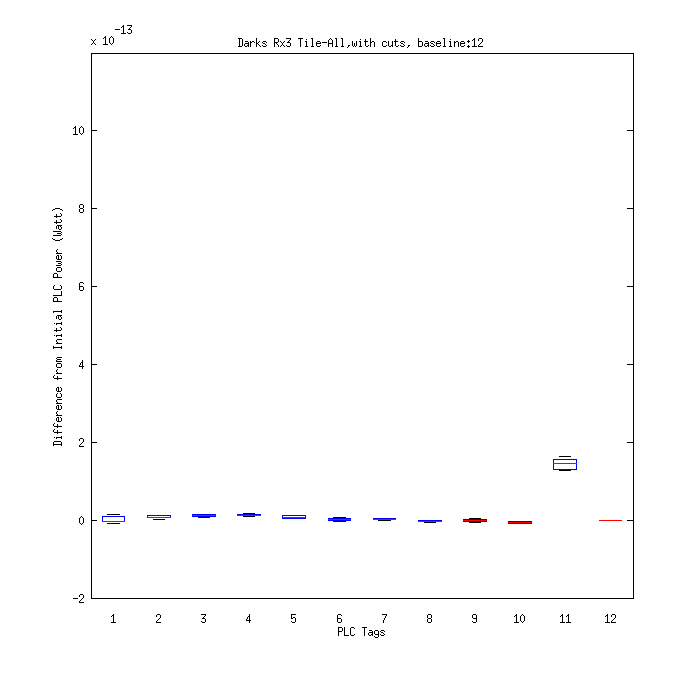 x 10-13
Darks Rx3 Tile-All,with cuts, baseline:12
10
8
6
4
2
0
-2
Difference from Initial PLC Power (Watt)
1 2 3 4 5 6 7 8 9 10 11 12
PLC Tags